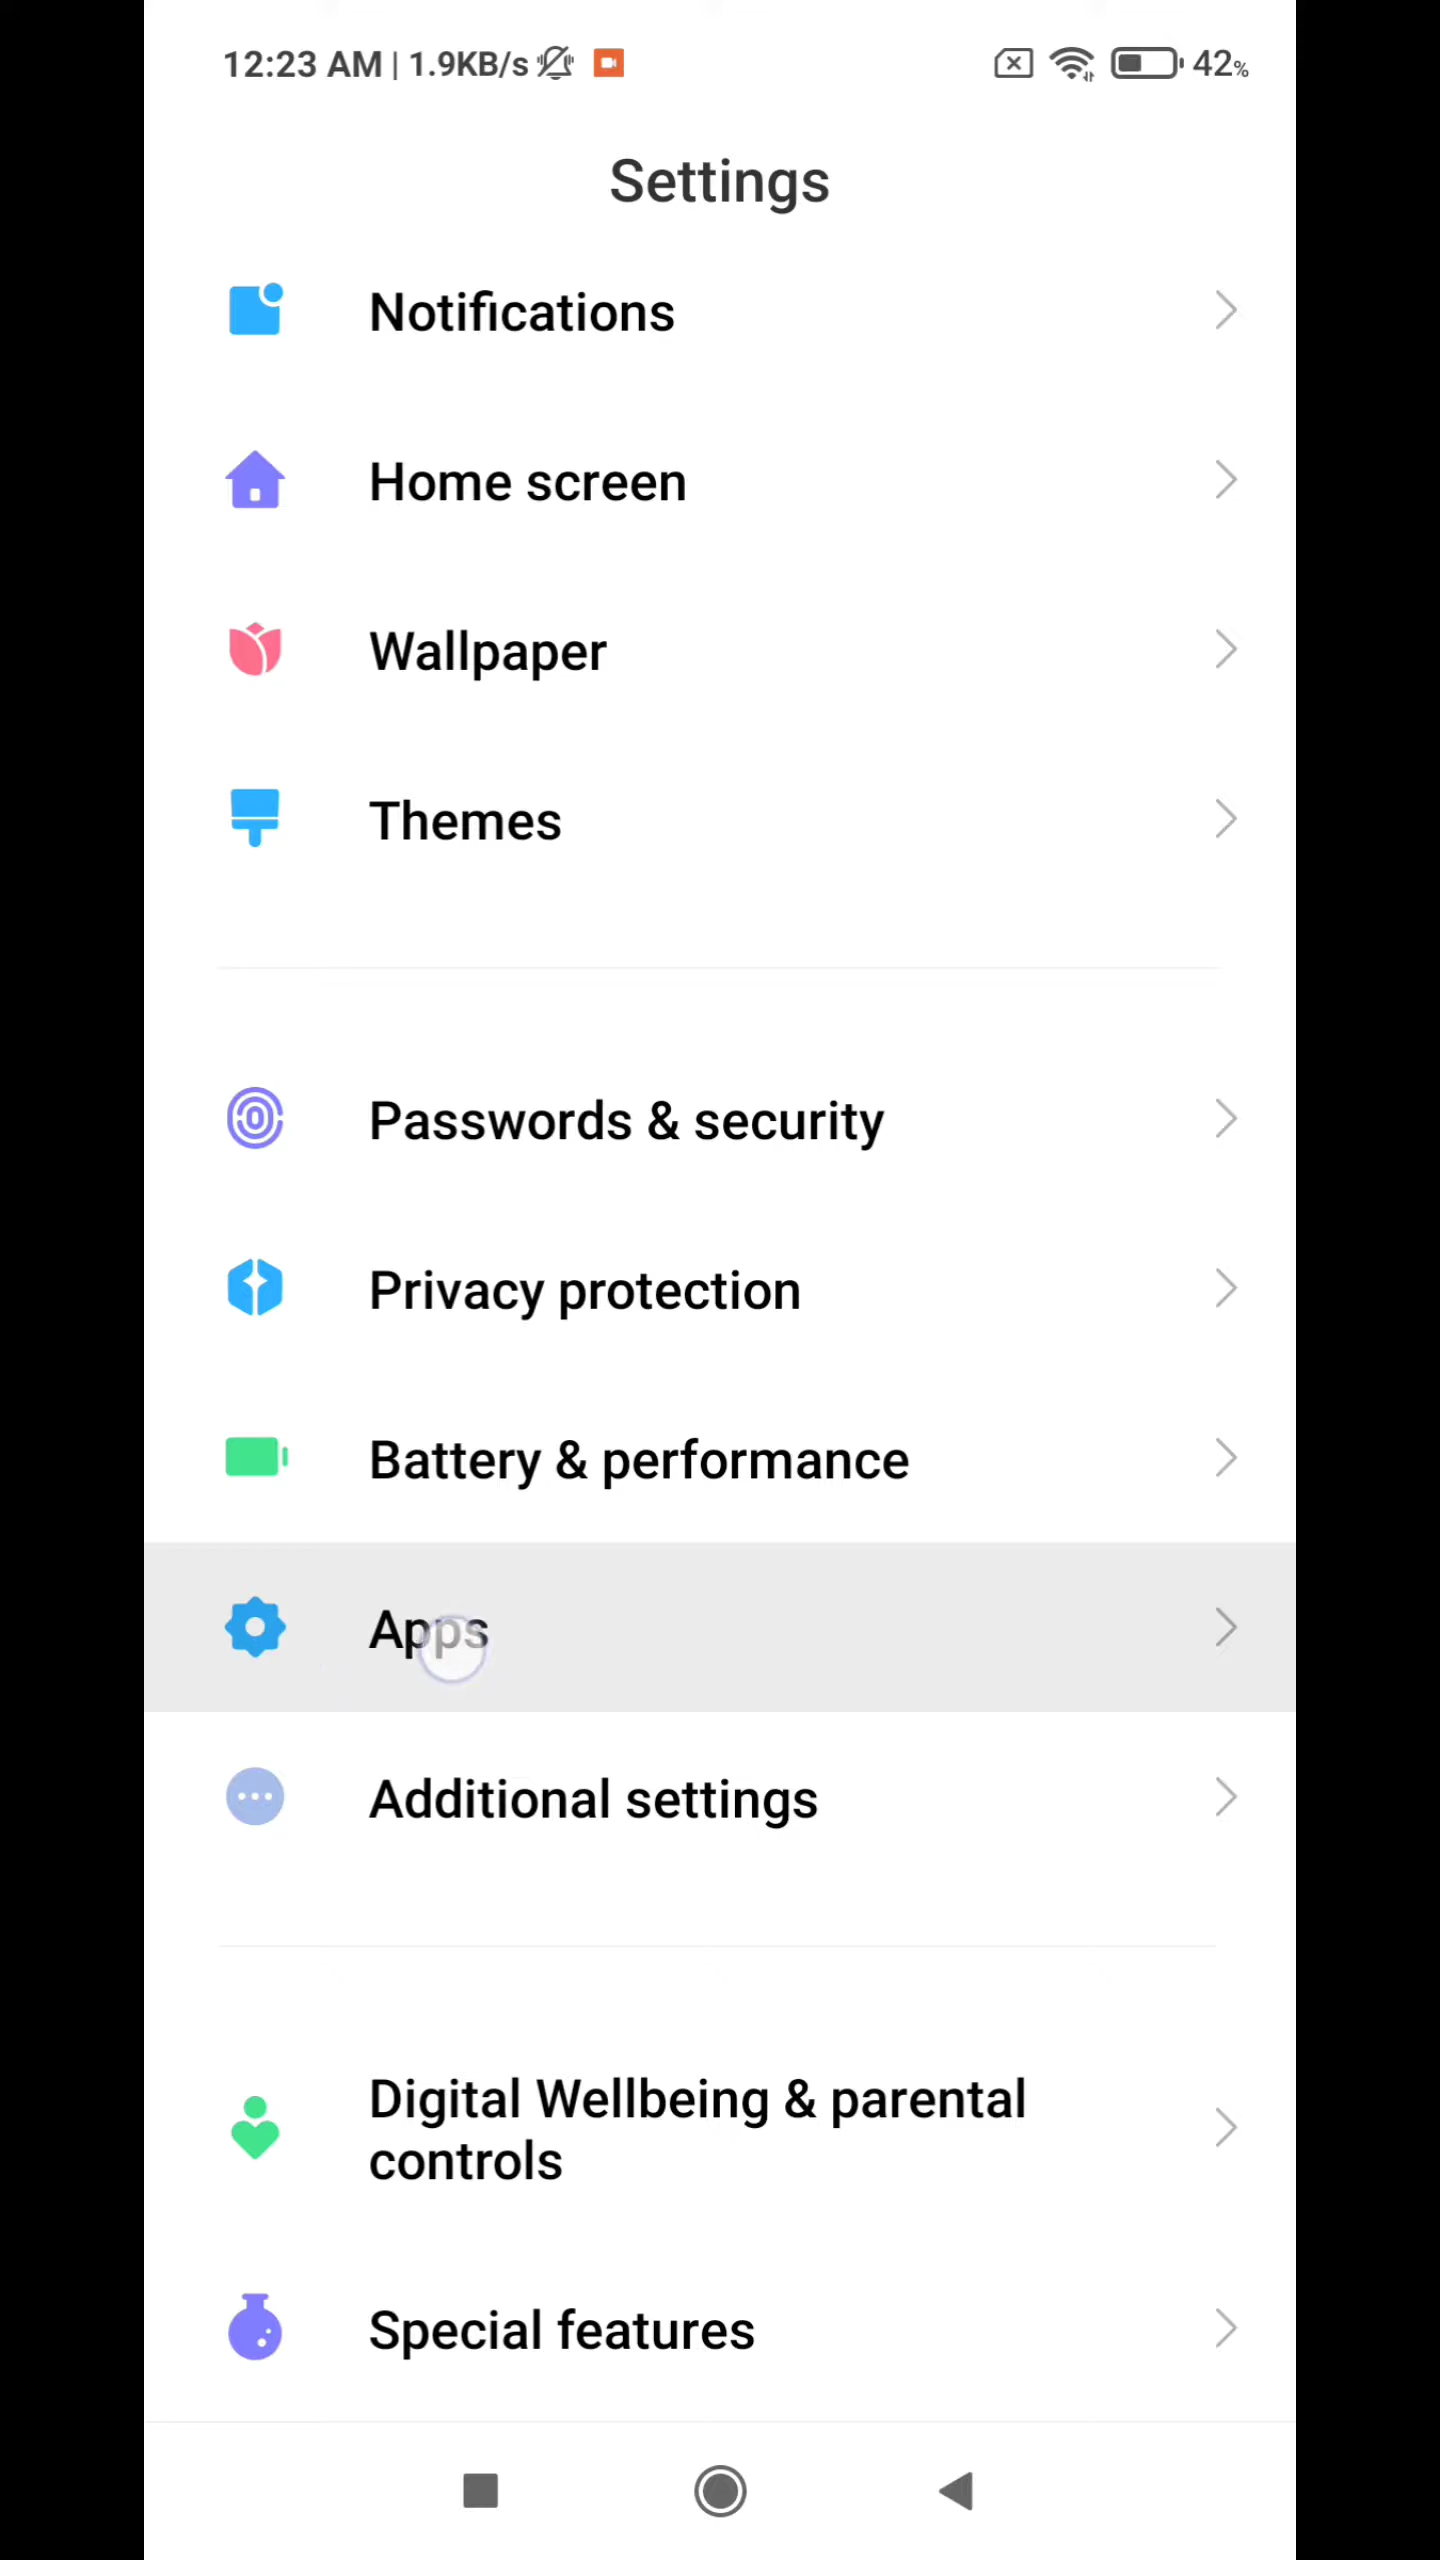 12:23 AM | 1.9KB/s
42%
Settings
Notifications
Home screen
Wallpaper
Themes
Passwords & security
Privacy protection
Battery & performance
Apps
Additional settings
Digital Wellbeing & parental
controls
Special features